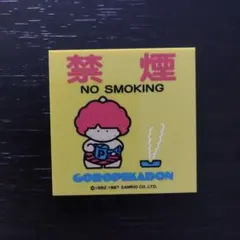 禁煙
NO SMOKING
P
GOROPIKADON
© 1982, 1987 SANRIO CO., LTD.